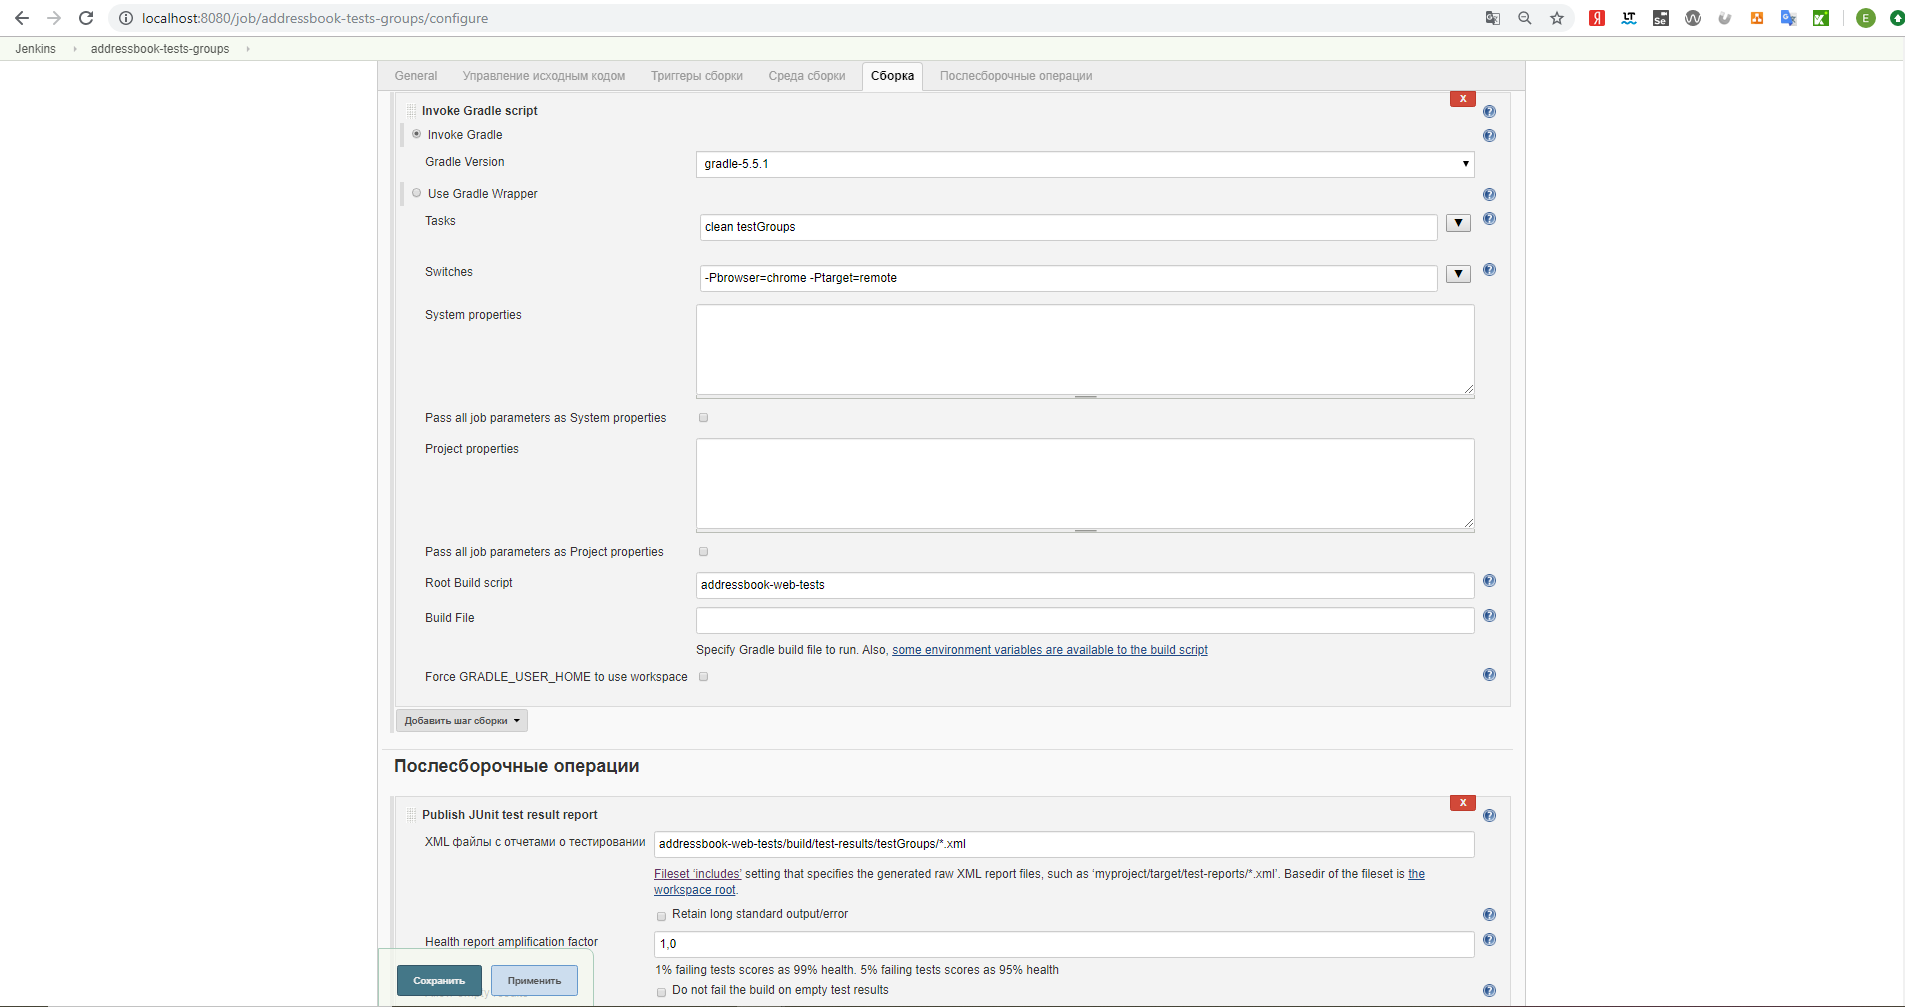 localhost:8080/job/addressbook-tests-groups/configure
Jenkins addressbook-tests-groups
General Управление исходным кодом Триггеры сборки Среда сборки Сборка Послесборочные операции
X
Invoke Gradle script
Invoke Gradle
Gradle Version gradle-5.5.1
Use Gradle Wrapper
Tasks clean testGroups
Switches -Pbrowser=chrome -Ptarget=remote
System properties
Pass all job parameters as System properties
Project properties
Pass all job parameters as Project properties
Root Build script addressbook-web-tests
Build File
Specify Gradle build file to run. Also, some environment variables are available to the build script
Force GRADLE_USER_HOME to use workspace
Добавить шаг сборки
Послесборочные операции
X
Publish JUnit test result report
XML файлы с отчетами о тестировании addressbook-web-tests/build/test-results/testGroups/*.xml
Fileset ‘includes’ setting that specifies the generated raw XML report files, such as ‘myproject/target/test-reports/*.xml’. Basedir of the fileset is the
workspace root.
Retain long standard output/error
Health report amplification factor 1,0
1% failing tests scores as 99% health. 5% failing tests scores as 95% health
Сохранить Применить
Do not fail the build on empty test results